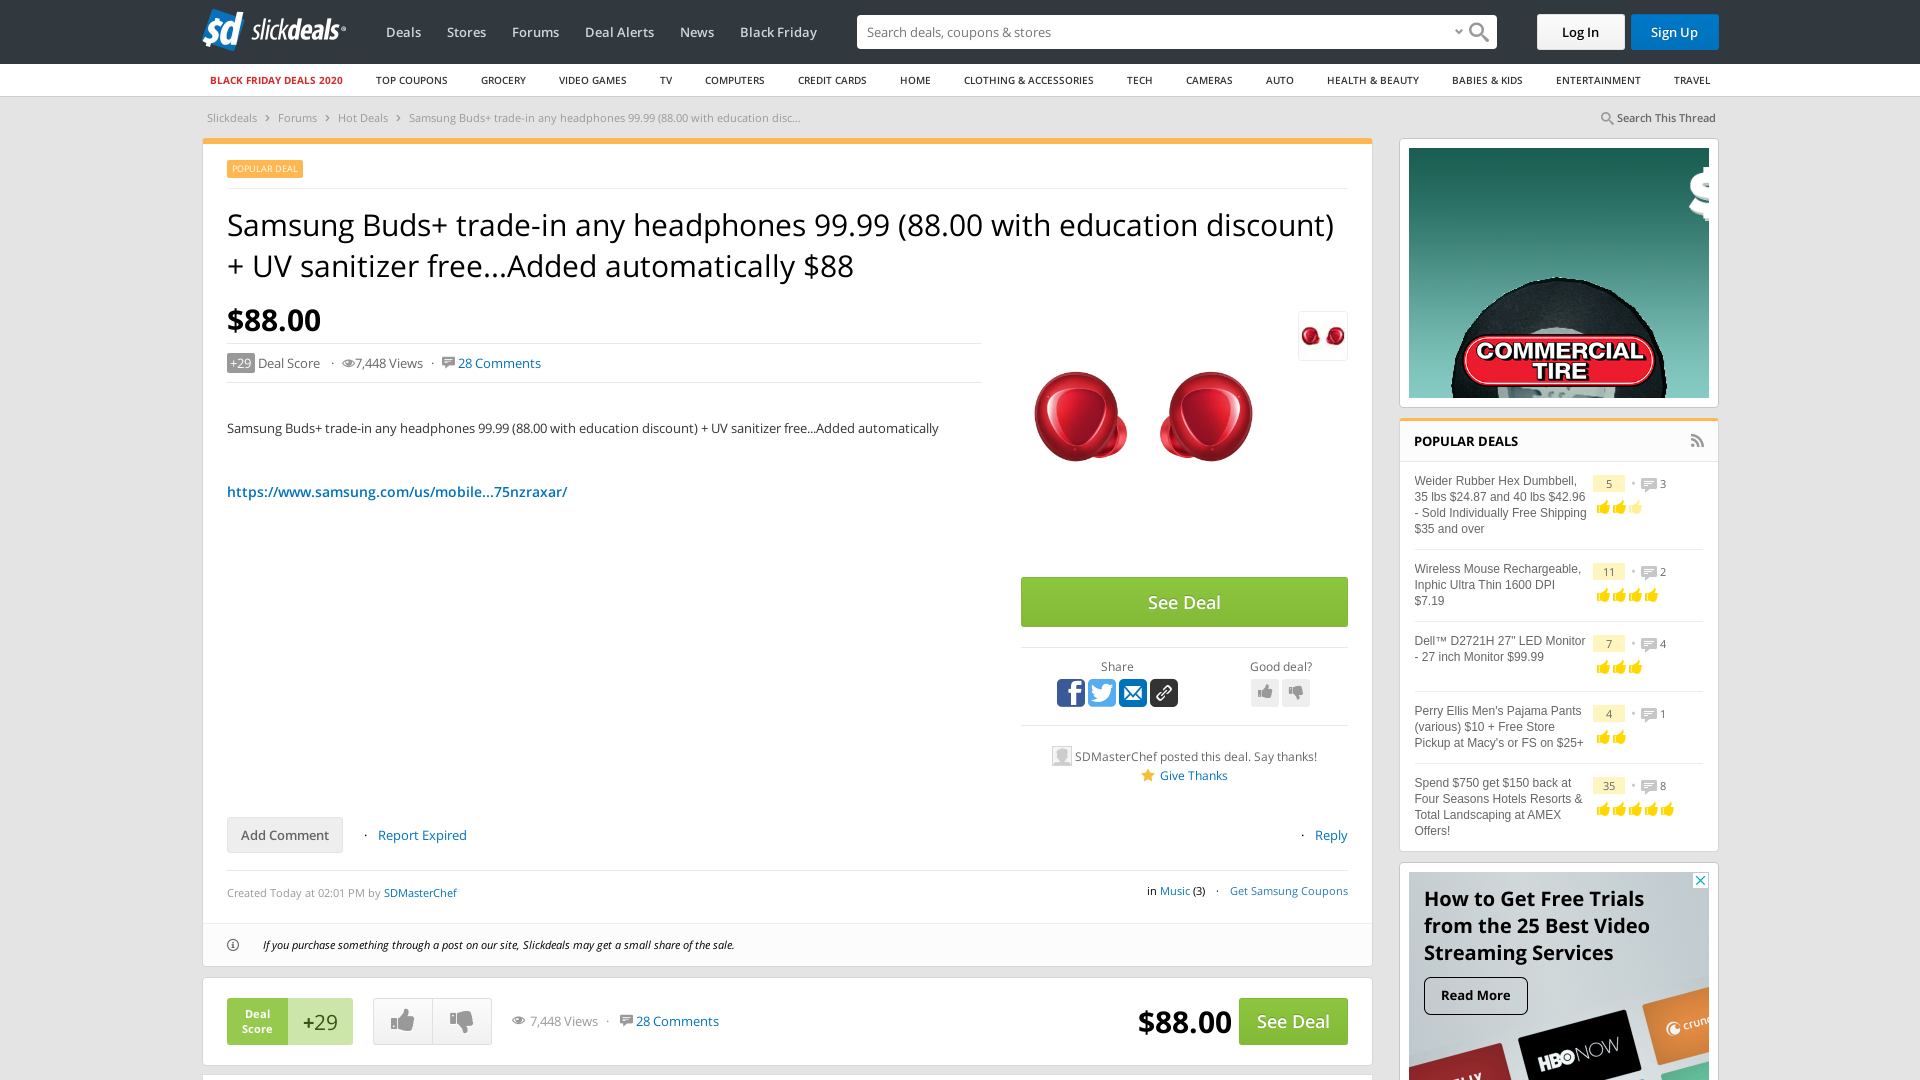 slickdeals
Deals Stores Forums Deal Alerts News Black Friday
Search deals, coupons & stores
Log In
Sign Up
BLACK FRIDAY DEALS 2020 TOP COUPONS GROCERY VIDEO GAMES TV COMPUTERS CREDIT CARDS HOME CLOTHING & ACCESSORIES TECH CAMERAS AUTO HEALTH & BEAUTY BABIES & KIDS ENTERTAINMENT TRAVEL
Slickdeals › Forums › Hot Deals › Samsung Buds+ trade-in any headphones 99.99 (88.00 with education disc...
Search This Thread
POPULAR DEAL
Samsung Buds+ trade-in any headphones 99.99 (88.00 with education discount)
+ UV sanitizer free...Added automatically $88
$88.00
+29 Deal Score · 7,448 Views · 28 Comments
Samsung Buds+ trade-in any headphones 99.99 (88.00 with education discount) + UV sanitizer free...Added automatically
https://www.samsung.com/us/mobile...75nzraxar/
See Deal
Share
Good deal?
SDMasterChef posted this deal. Say thanks!
Give Thanks
Add Comment · Report Expired
· Reply
Created Today at 02:01 PM by SDMasterChef
in Music (3) · Get Samsung Coupons
If you purchase something through a post on our site, Slickdeals may get a small share of the sale.
Deal
Score
+29
7,448 Views · 28 Comments
$88.00
See Deal
$
COMMERCIAL
TIRE
POPULAR DEALS
Weider Rubber Hex Dumbbell,
35 lbs $24.87 and 40 lbs $42.96
- Sold Individually Free Shipping
$35 and over
5 • 3
Wireless Mouse Rechargeable,
Inphic Ultra Thin 1600 DPI
$7.19
11 • 2
Dell™ D2721H 27" LED Monitor
- 27 inch Monitor $99.99
7 • 4
Perry Ellis Men's Pajama Pants
(various) $10 + Free Store
Pickup at Macy's or FS on $25+
4 • 1
Spend $750 get $150 back at
Four Seasons Hotels Resorts &
Total Landscaping at AMEX
Offers!
35 • 8
How to Get Free Trials
from the 25 Best Video
Streaming Services
Read More
HBO NOW